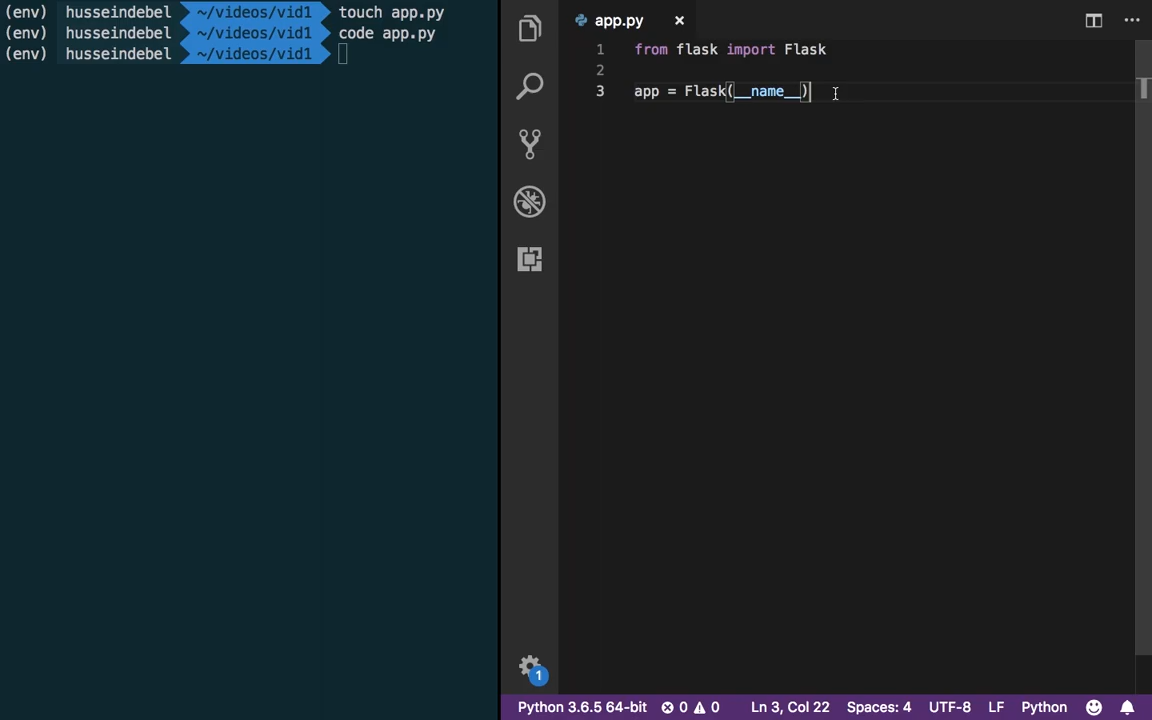 (env) husseindebel ~/videos/vid1 touch app.py
(env) husseindebel ~/videos/vid1 code app.py
(env) husseindebel ~/videos/vid1
app.py
1 from flask import Flask
2
3 app = Flask(__name__)
1
Python 3.6.5 64-bit 0 0 Ln 3, Col 22 Spaces: 4 UTF-8 LF Python